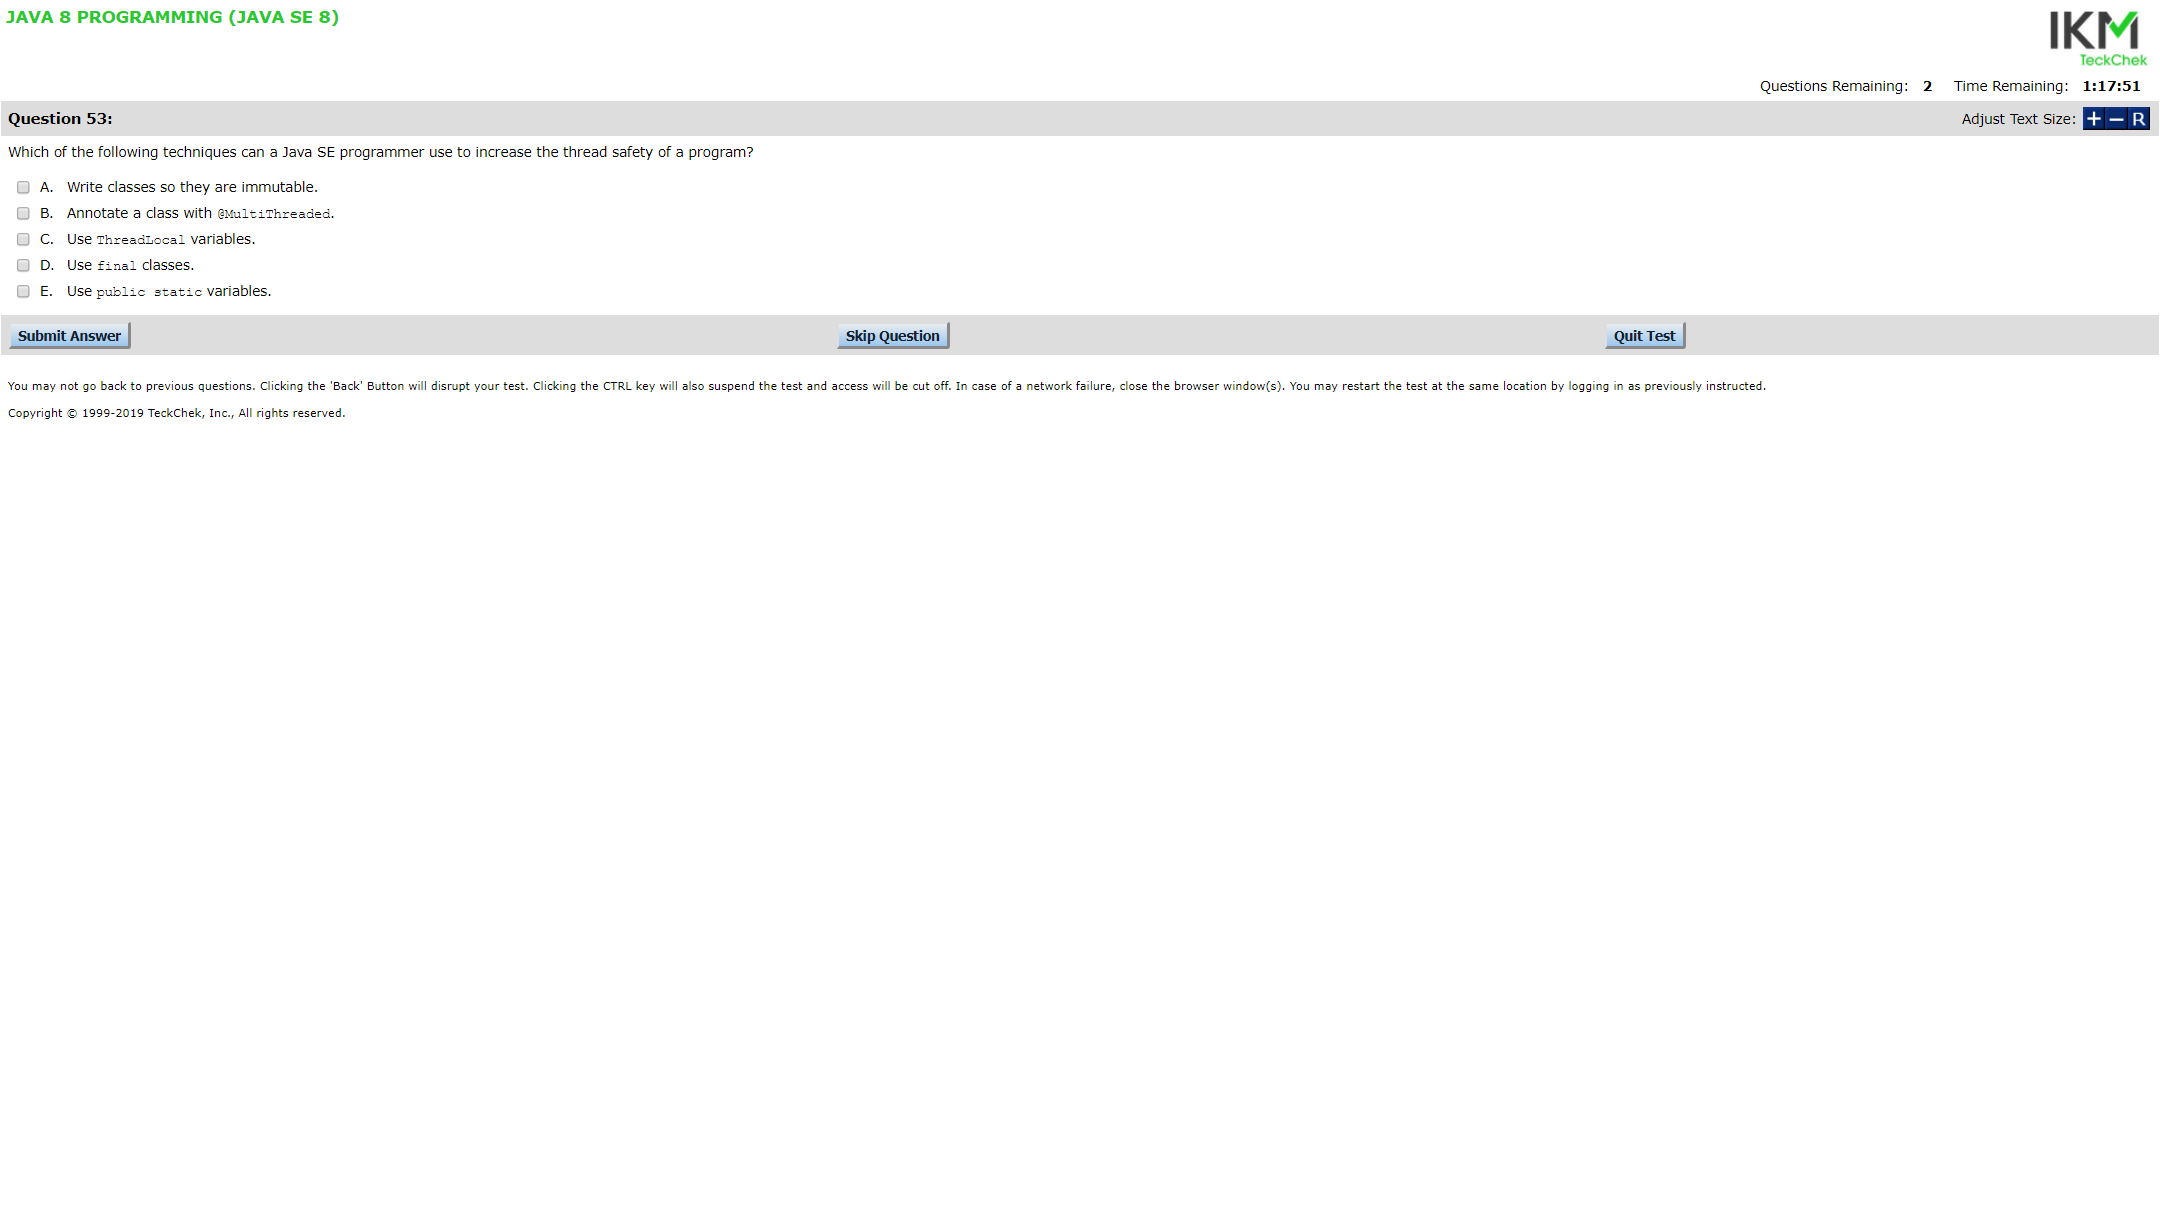 JAVA 8 PROGRAMMING (JAVA SE 8)
IKM
TeckChek
Questions Remaining: 2 Time Remaining: 1:17:51
Question 53: Adjust Text Size: + – R
Which of the following techniques can a Java SE programmer use to increase the thread safety of a program?
A. Write classes so they are immutable.
B. Annotate a class with @MultiThreaded.
C. Use ThreadLocal variables.
D. Use final classes.
E. Use public static variables.
Submit Answer Skip Question Quit Test
You may not go back to previous questions. Clicking the 'Back' Button will disrupt your test. Clicking the CTRL key will also suspend the test and access will be cut off. In case of a network failure, close the browser window(s). You may restart the test at the same location by logging in as previously instructed.
Copyright © 1999-2019 TeckChek, Inc., All rights reserved.